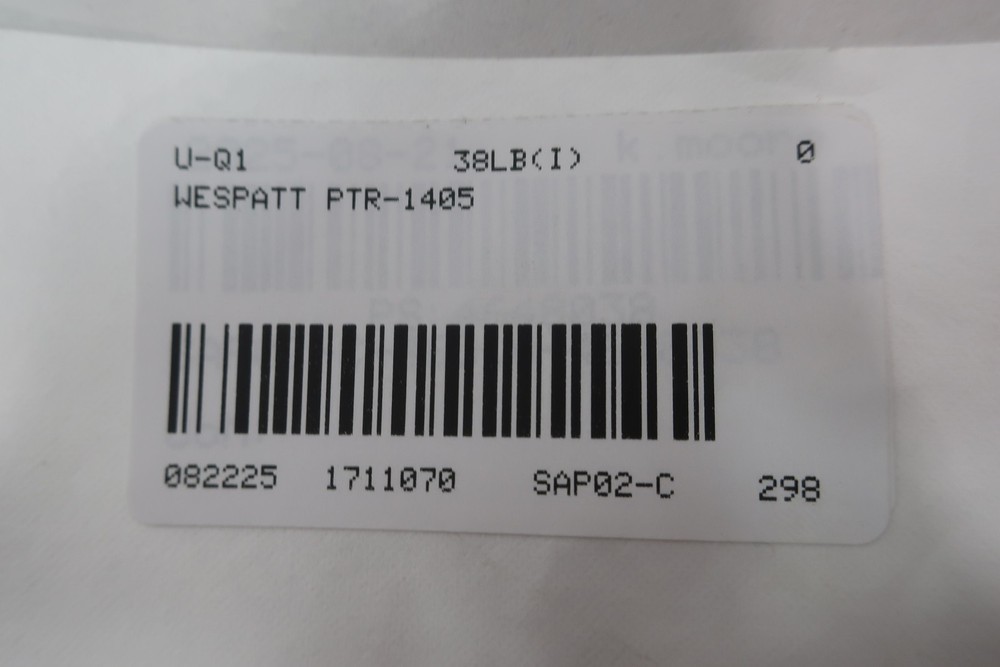 U-Q1 38LB(I) 0
WESPATT PTR-1405
082225 1711070 SAP02-C 298